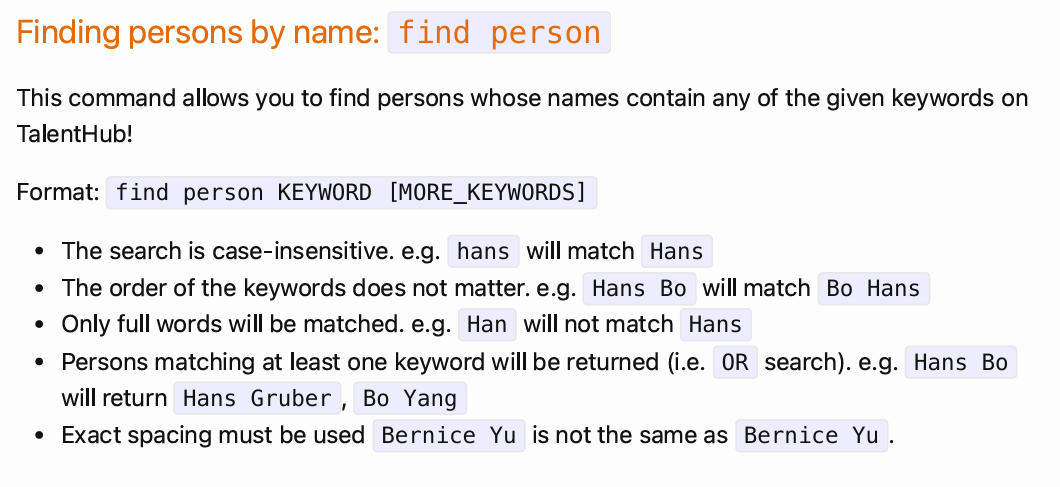 Finding persons by name: find person
This command allows you to find persons whose names contain any of the given keywords on
TalentHub!
Format: find person KEYWORD [MORE_KEYWORDS]
• The search is case-insensitive. e.g. hans will match Hans
• The order of the keywords does not matter. e.g. Hans Bo will match Bo Hans
• Only full words will be matched. e.g. Han will not match Hans
• Persons matching at least one keyword will be returned (i.e. OR search). e.g. Hans Bo
will return Hans Gruber, Bo Yang
• Exact spacing must be used Bernice Yu is not the same as Bernice Yu.